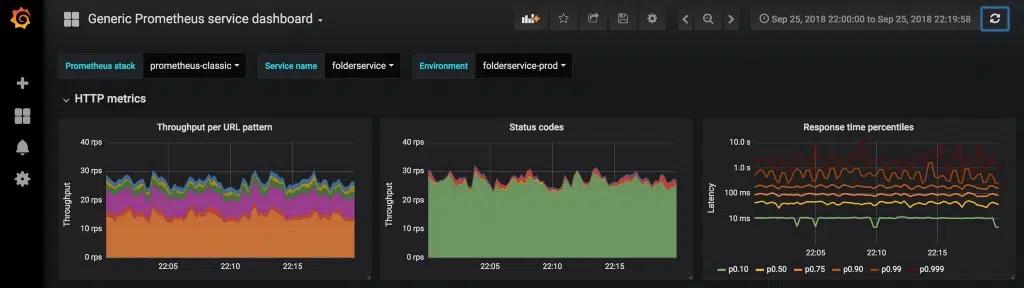 Generic Prometheus service dashboard
Sep 25, 2018 22:00:00 to Sep 25, 2018 22:19:58
Prometheus stack prometheus-classic Service name folderservice Environment folderservice-prod
HTTP metrics
Throughput per URL pattern
40 rps
30 rps
20 rps
10 rps
0 rps
Throughput
22:05 22:10 22:15
Status codes
40 rps
30 rps
20 rps
10 rps
0 rps
Throughput
22:05 22:10 22:15
Response time percentiles
10.0 s
1.0 s
100 ms
10 ms
Latency
22:05 22:10 22:15
p0.10 p0.50 p0.75 p0.90 p0.99 p0.999